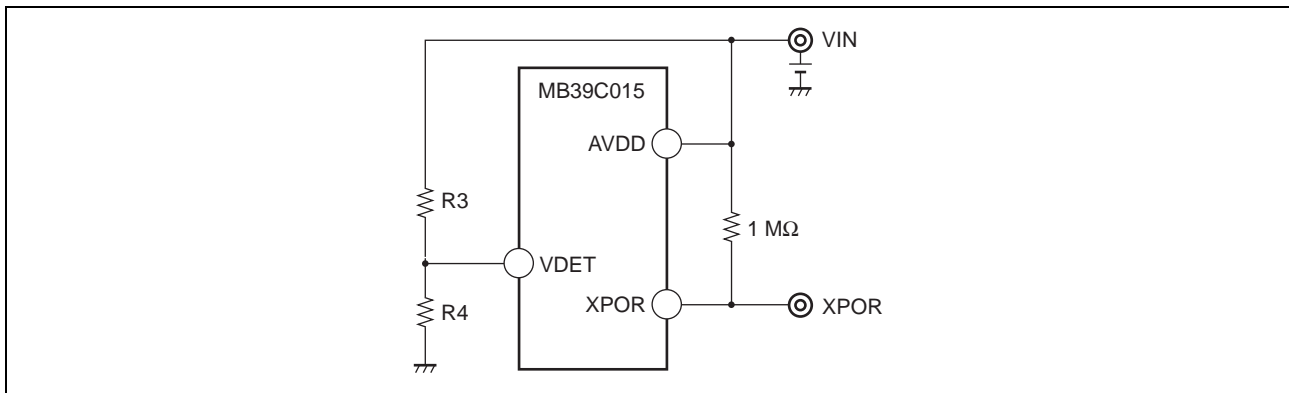 VIN
MB39C015
AVDD
R3
1 MΩ
VDET
XPOR
XPOR
R4